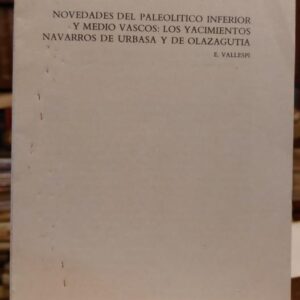 NOVEDADES DEL PALEOLITICO INFERIOR
Y MEDIO VASCOS: LOS YACIMIENTOS
NAVARROS DE URBASA Y DE OLAZAGUTIA
E. VALLESPI